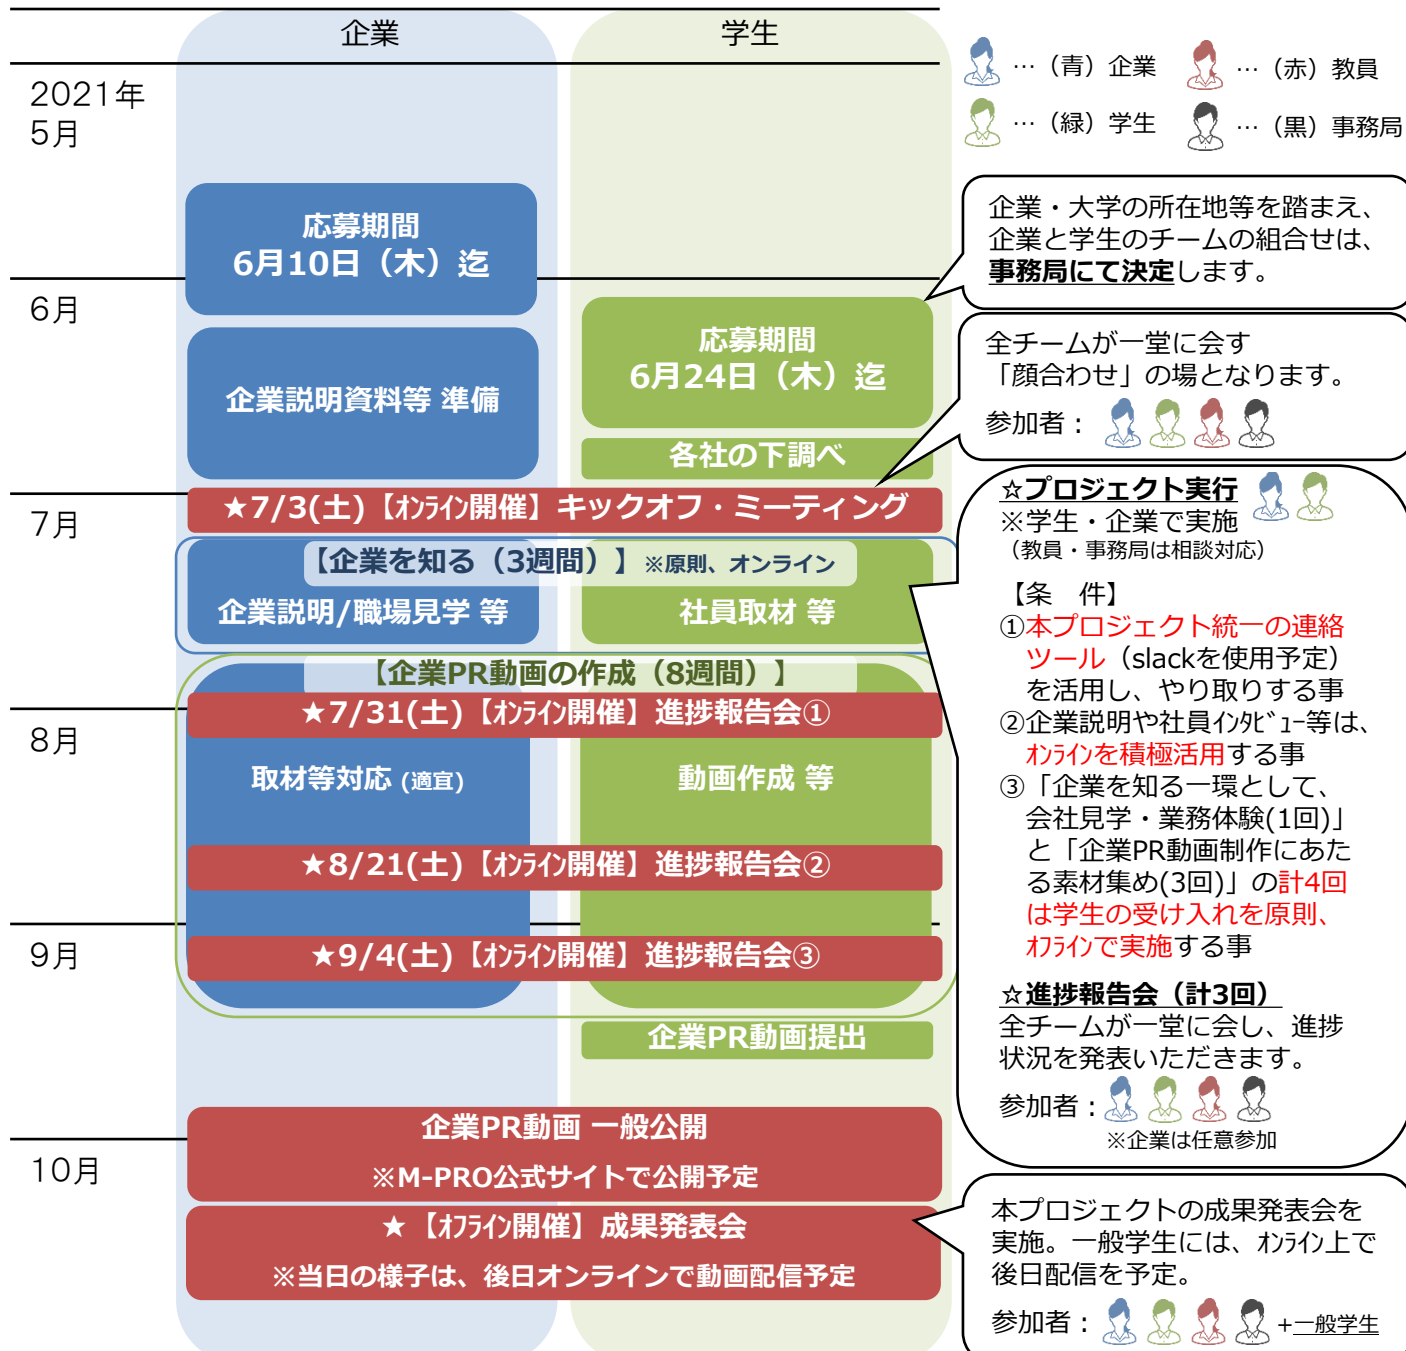 企業
学生
…（青）企業
…（赤）教員
…（緑）学生
…（黒）事務局
2021年
5月
応募期間
6月10日（木）迄
企業・大学の所在地等を踏まえ、
企業と学生のチームの組合せは、
事務局にて決定します。
6月
応募期間
6月24日（木）迄
企業説明資料等 準備
各社の下調べ
全チームが一堂に会す
「顔合わせ」の場となります。
参加者：
7月
★7/3(土)【ｵﾝﾗｲﾝ開催】キックオフ・ミーティング
【企業を知る（3週間）】※原則、オンライン
企業説明/職場見学 等
社員取材 等
【企業PR動画の作成（8週間）】
★7/31(土)【ｵﾝﾗｲﾝ開催】進捗報告会①
8月
取材等対応 (適宜)
動画作成 等
★8/21(土)【ｵﾝﾗｲﾝ開催】進捗報告会②
9月
★9/4(土)【ｵﾝﾗｲﾝ開催】進捗報告会③
企業PR動画提出
☆プロジェクト実行
※学生・企業で実施
（教員・事務局は相談対応）
【条　件】
①本プロジェクト統一の連絡
ツール（slackを使用予定）
を活用し、やり取りする事
②企業説明や社員ｲﾝﾀﾋﾞｭｰ等は、
ｵﾝﾗｲﾝを積極活用する事
③「企業を知る一環として、
会社見学・業務体験(1回)」
と「企業PR動画制作にあた
る素材集め(3回)」の計4回
は学生の受け入れを原則、
ｵﾌﾗｲﾝで実施する事
☆進捗報告会（計3回）
全チームが一堂に会し、進捗
状況を発表いただきます。
参加者：
※企業は任意参加
10月
企業PR動画 一般公開
※M-PRO公式サイトで公開予定
★【ｵﾌﾗｲﾝ開催】成果発表会
※当日の様子は、後日オンラインで動画配信予定
本プロジェクトの成果発表会を
実施。一般学生には、ｵﾝﾗｲﾝ上で
後日配信を予定。
参加者： +一般学生